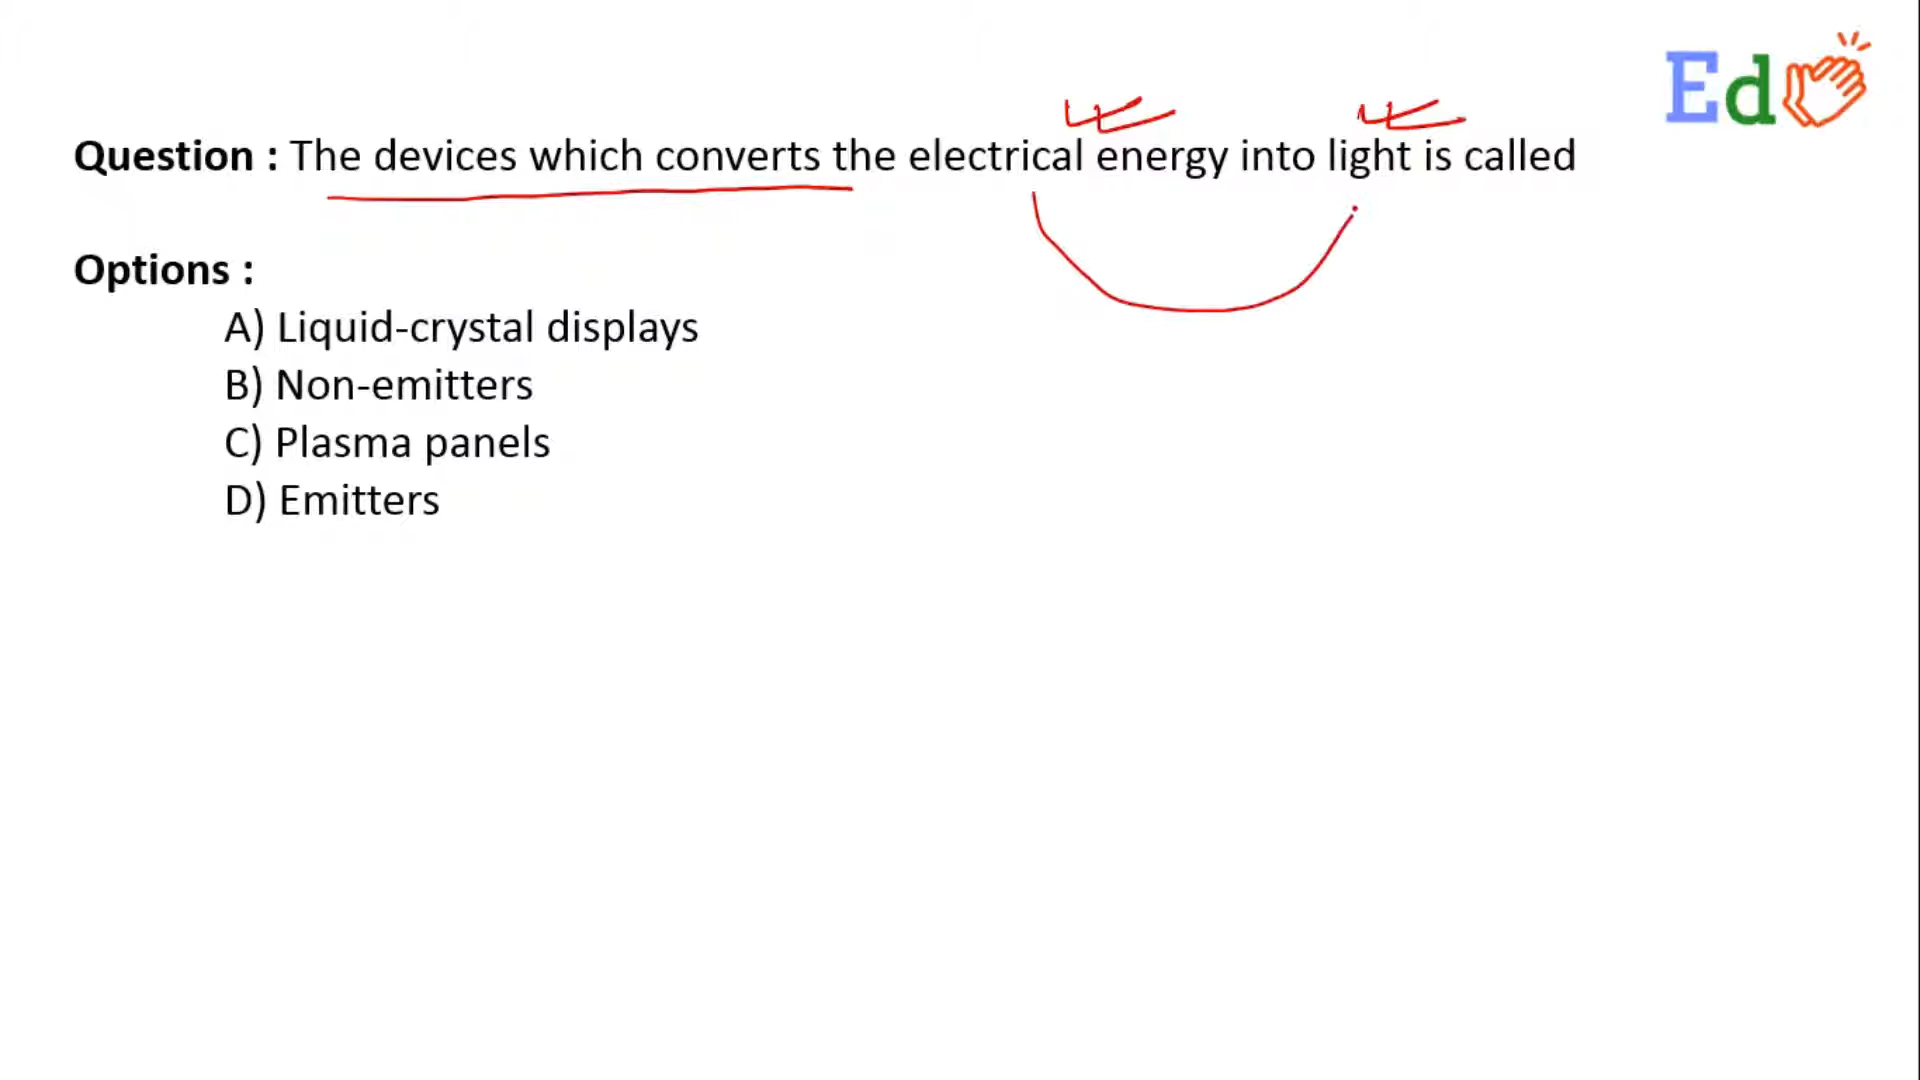 Ed
Question : The devices which converts the electrical energy into light is called
Options :
A) Liquid-crystal displays
B) Non-emitters
C) Plasma panels
D) Emitters